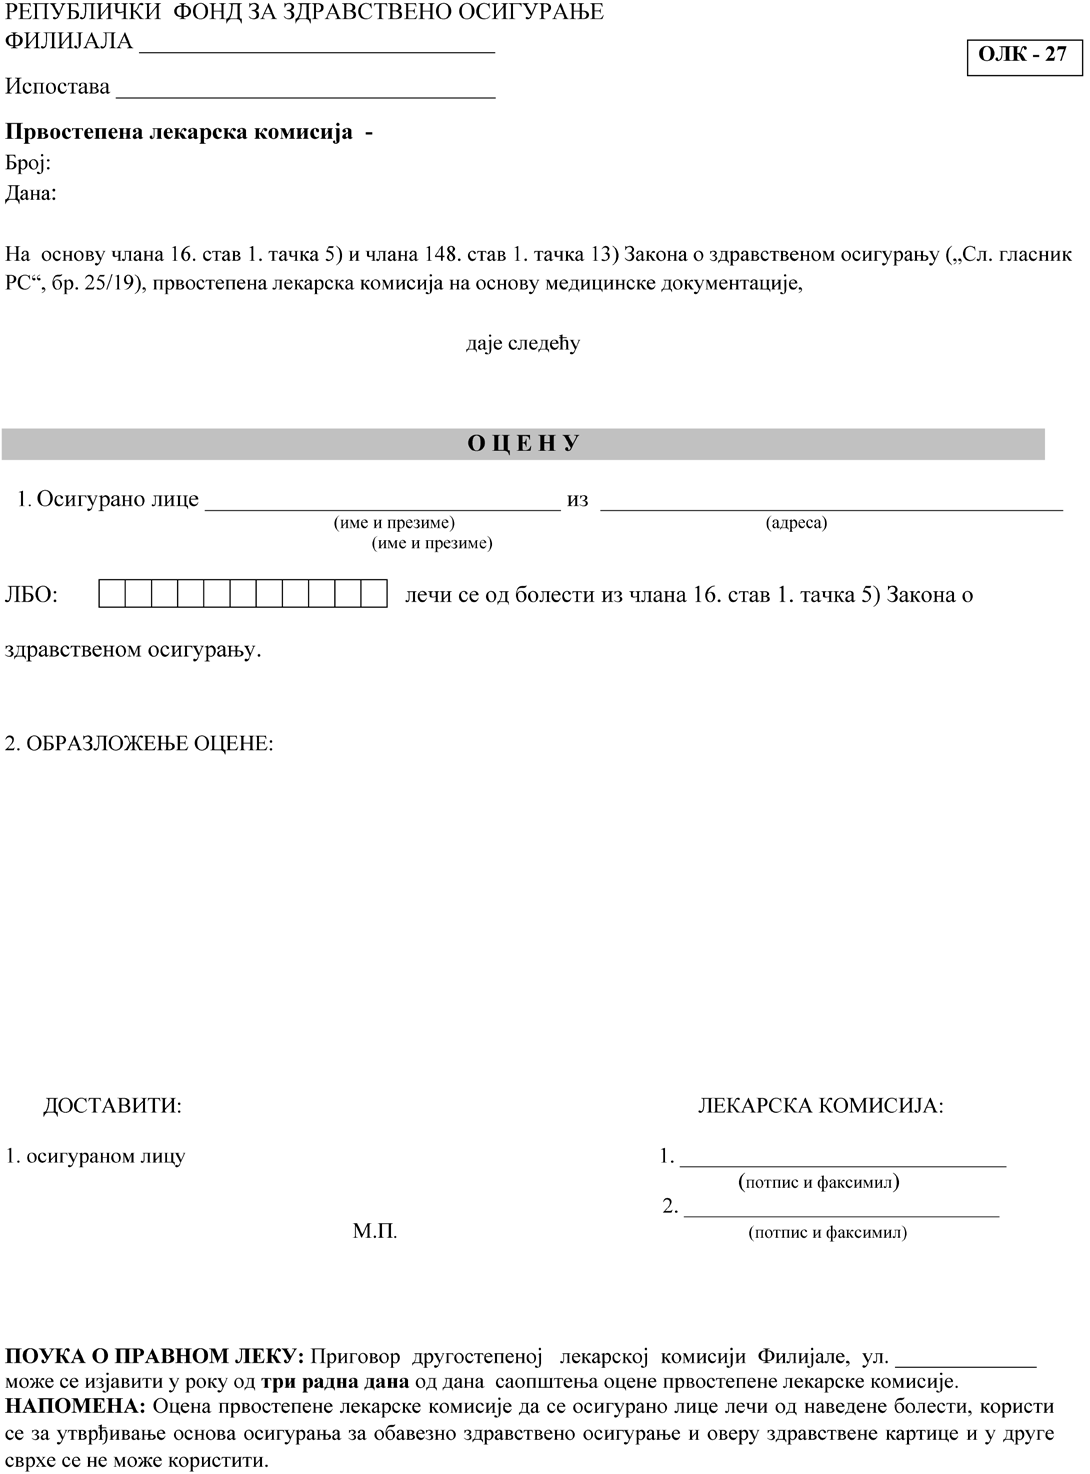 РЕПУБЛИЧКИ ФОНД ЗА ЗДРАВСТВЕНО ОСИГУРАЊЕ
ФИЛИЈАЛА ______________________________
ОЛК - 27
Испостава ________________________________
Првостепена лекарска комисија -
Број:
Дана:
На основу члана 16. став 1. тачка 5) и члана 148. став 1. тачка 13) Закона о здравственом осигурању („Сл. гласник
РС“, бр. 25/19), првостепена лекарска комисија на основу медицинске документације,
даје следећу
О Ц Е Н У
1. Осигурано лице ______________________________ из _______________________________________
(име и презиме) (адреса)
(име и презиме)
ЛБО: лечи се од болести из члана 16. став 1. тачка 5) Закона о
здравственом осигурању.
2. ОБРАЗЛОЖЕЊЕ ОЦЕНЕ:
ДОСТАВИТИ: ЛЕКАРСКА КОМИСИЈА:
1. осигураном лицу 1. _____________________________
(потпис и факсимил)
2. ____________________________
М.П. (потпис и факсимил)
ПОУКА О ПРАВНОМ ЛЕКУ: Приговор другостепеној лекарској комисији Филијале, ул. _____________
може се изјавити у року од три радна дана од дана саопштења оцене првостепене лекарске комисије.
НАПОМЕНА: Оцена првостепене лекарске комисије да се осигурано лице лечи од наведене болести, користи
се за утврђивање основа осигурања за обавезно здравствено осигурање и оверу здравствене картице и у друге
сврхе се не може користити.